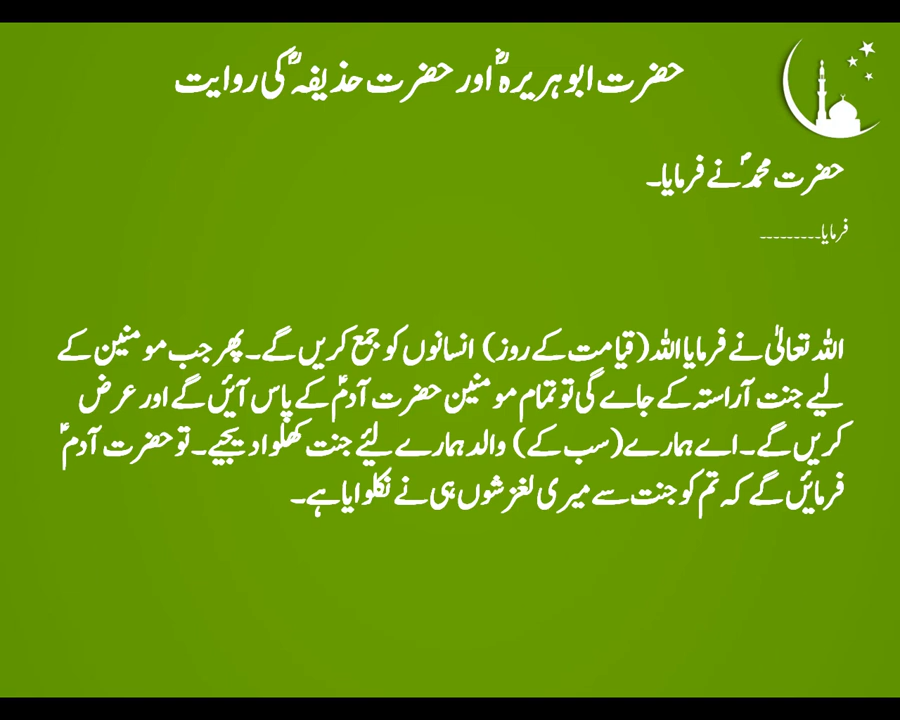 حضرت ابو ہریرہؓ اور حضرت حذیفہؓ کی روایت
حضرت محمدؐ نے فرمایا۔
فرمایا۔۔۔۔۔۔۔۔۔
اللہ تعالیٰ نے فرمایا اللہ (قیامت کے روز) انسانوں کو جمع کریں گے۔ پھر جب مومنین کے
لیے جنت آراستہ کے جاے گی تو تمام مومنین حضرت آدمؑ کے پاس آئیں گے اور عرض
کریں گے۔ اے ہمارے (سب کے) والد ہمارے لئے جنت کھلوا دیجیے۔ تو حضرت آدمؑ
فرمائیں گے کہ تم کو جنت سے میری لغزشوں ہی نے نکلوایا ہے۔